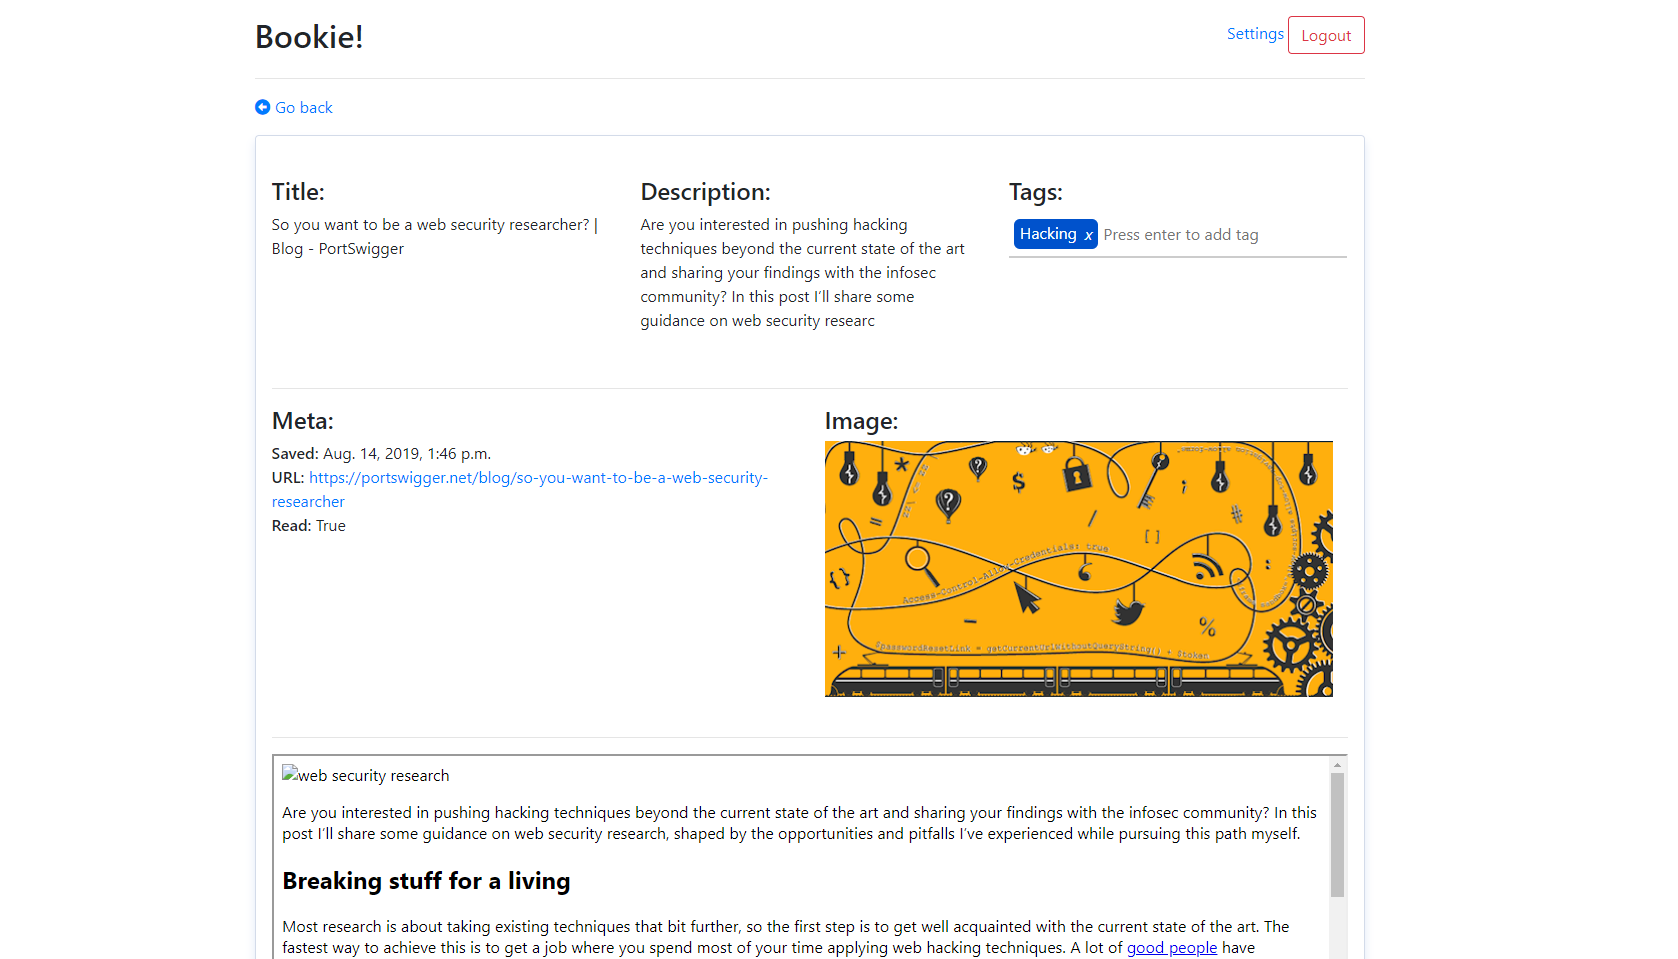 Bookie!
Settings
Logout
Go back
Title:
So you want to be a web security researcher? |
Blog - PortSwigger
Description:
Are you interested in pushing hacking
techniques beyond the current state of the art
and sharing your findings with the infosec
community? In this post I'll share some
guidance on web security researc
Tags:
Hacking x
Press enter to add tag
Meta:
Saved: Aug. 14, 2019, 1:46 p.m.
URL: https://portswigger.net/blog/so-you-want-to-be-a-web-security-
researcher
Read: True
Image:
Access-Control-Allow-Credentials: true
$passwordResetLink = getCurrentUrlWithoutQueryString() + $token
web security research
Are you interested in pushing hacking techniques beyond the current state of the art and sharing your findings with the infosec community? In this
post I'll share some guidance on web security research, shaped by the opportunities and pitfalls I've experienced while pursuing this path myself.
Breaking stuff for a living
Most research is about taking existing techniques that bit further, so the first step is to get well acquainted with the current state of the art. The
fastest way to achieve this is to get a job where you spend most of your time applying web hacking techniques. A lot of good people have